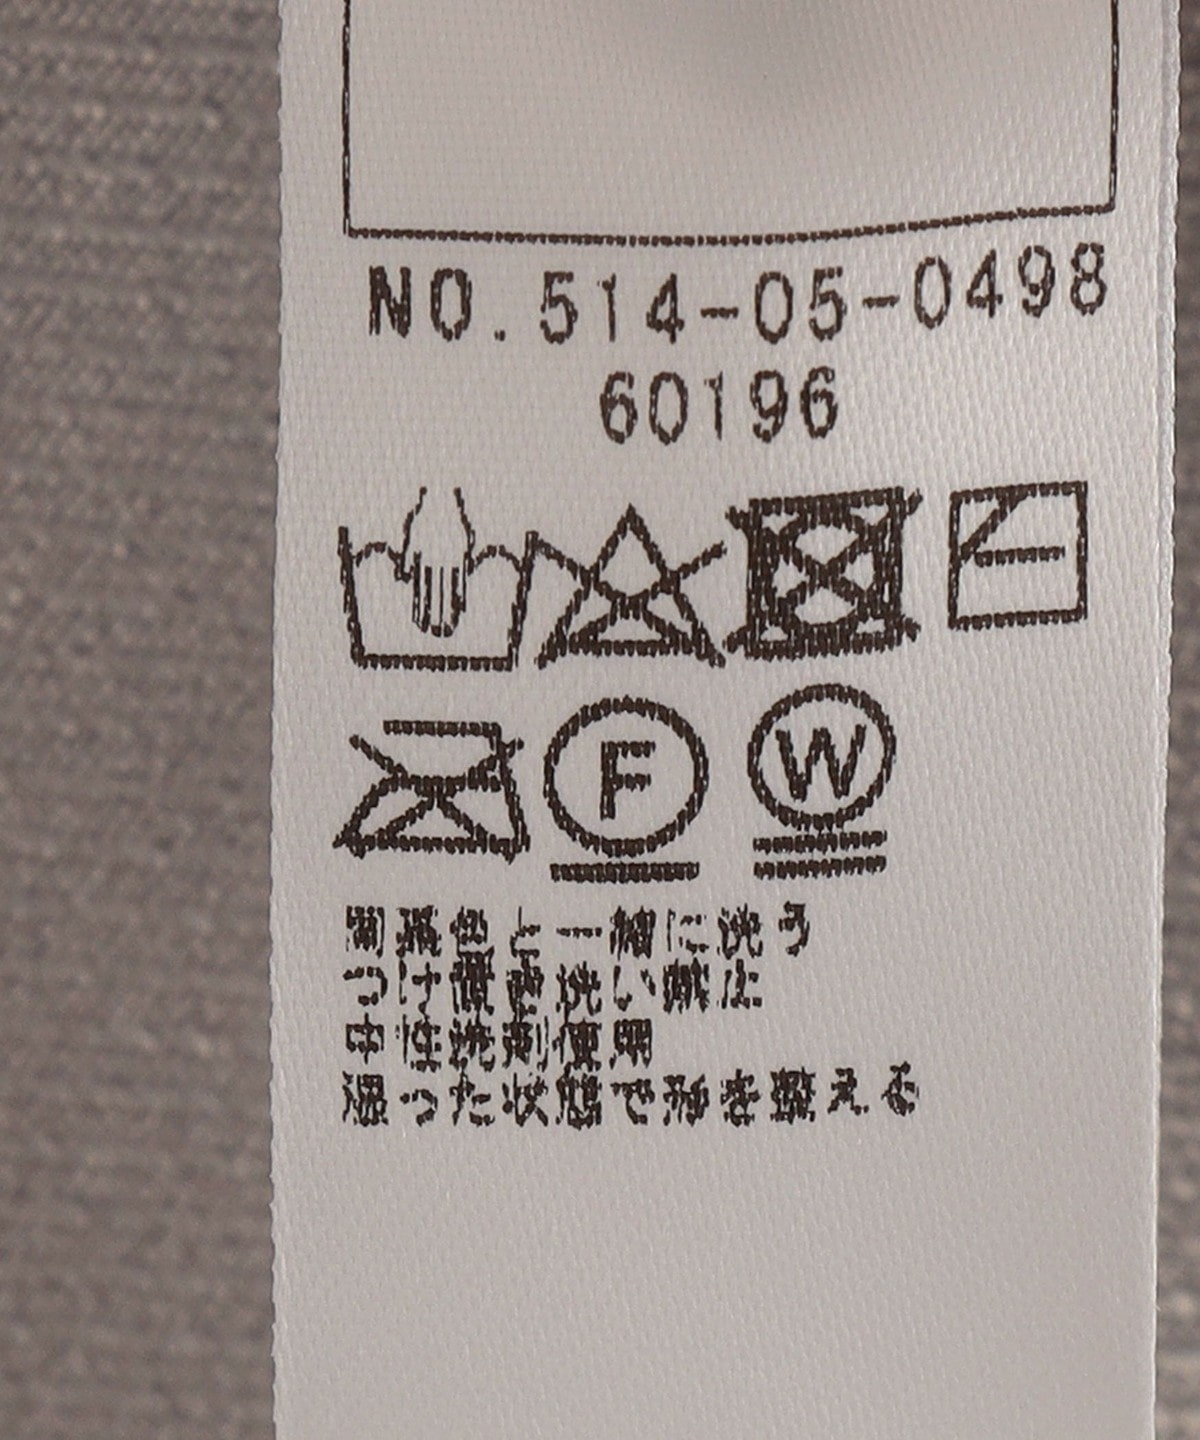 NO.514-05-0498
60196
F
W
同系色と一緒に洗う
つけ置き洗い禁止
中性洗剤使用
湿った状態で形を整える